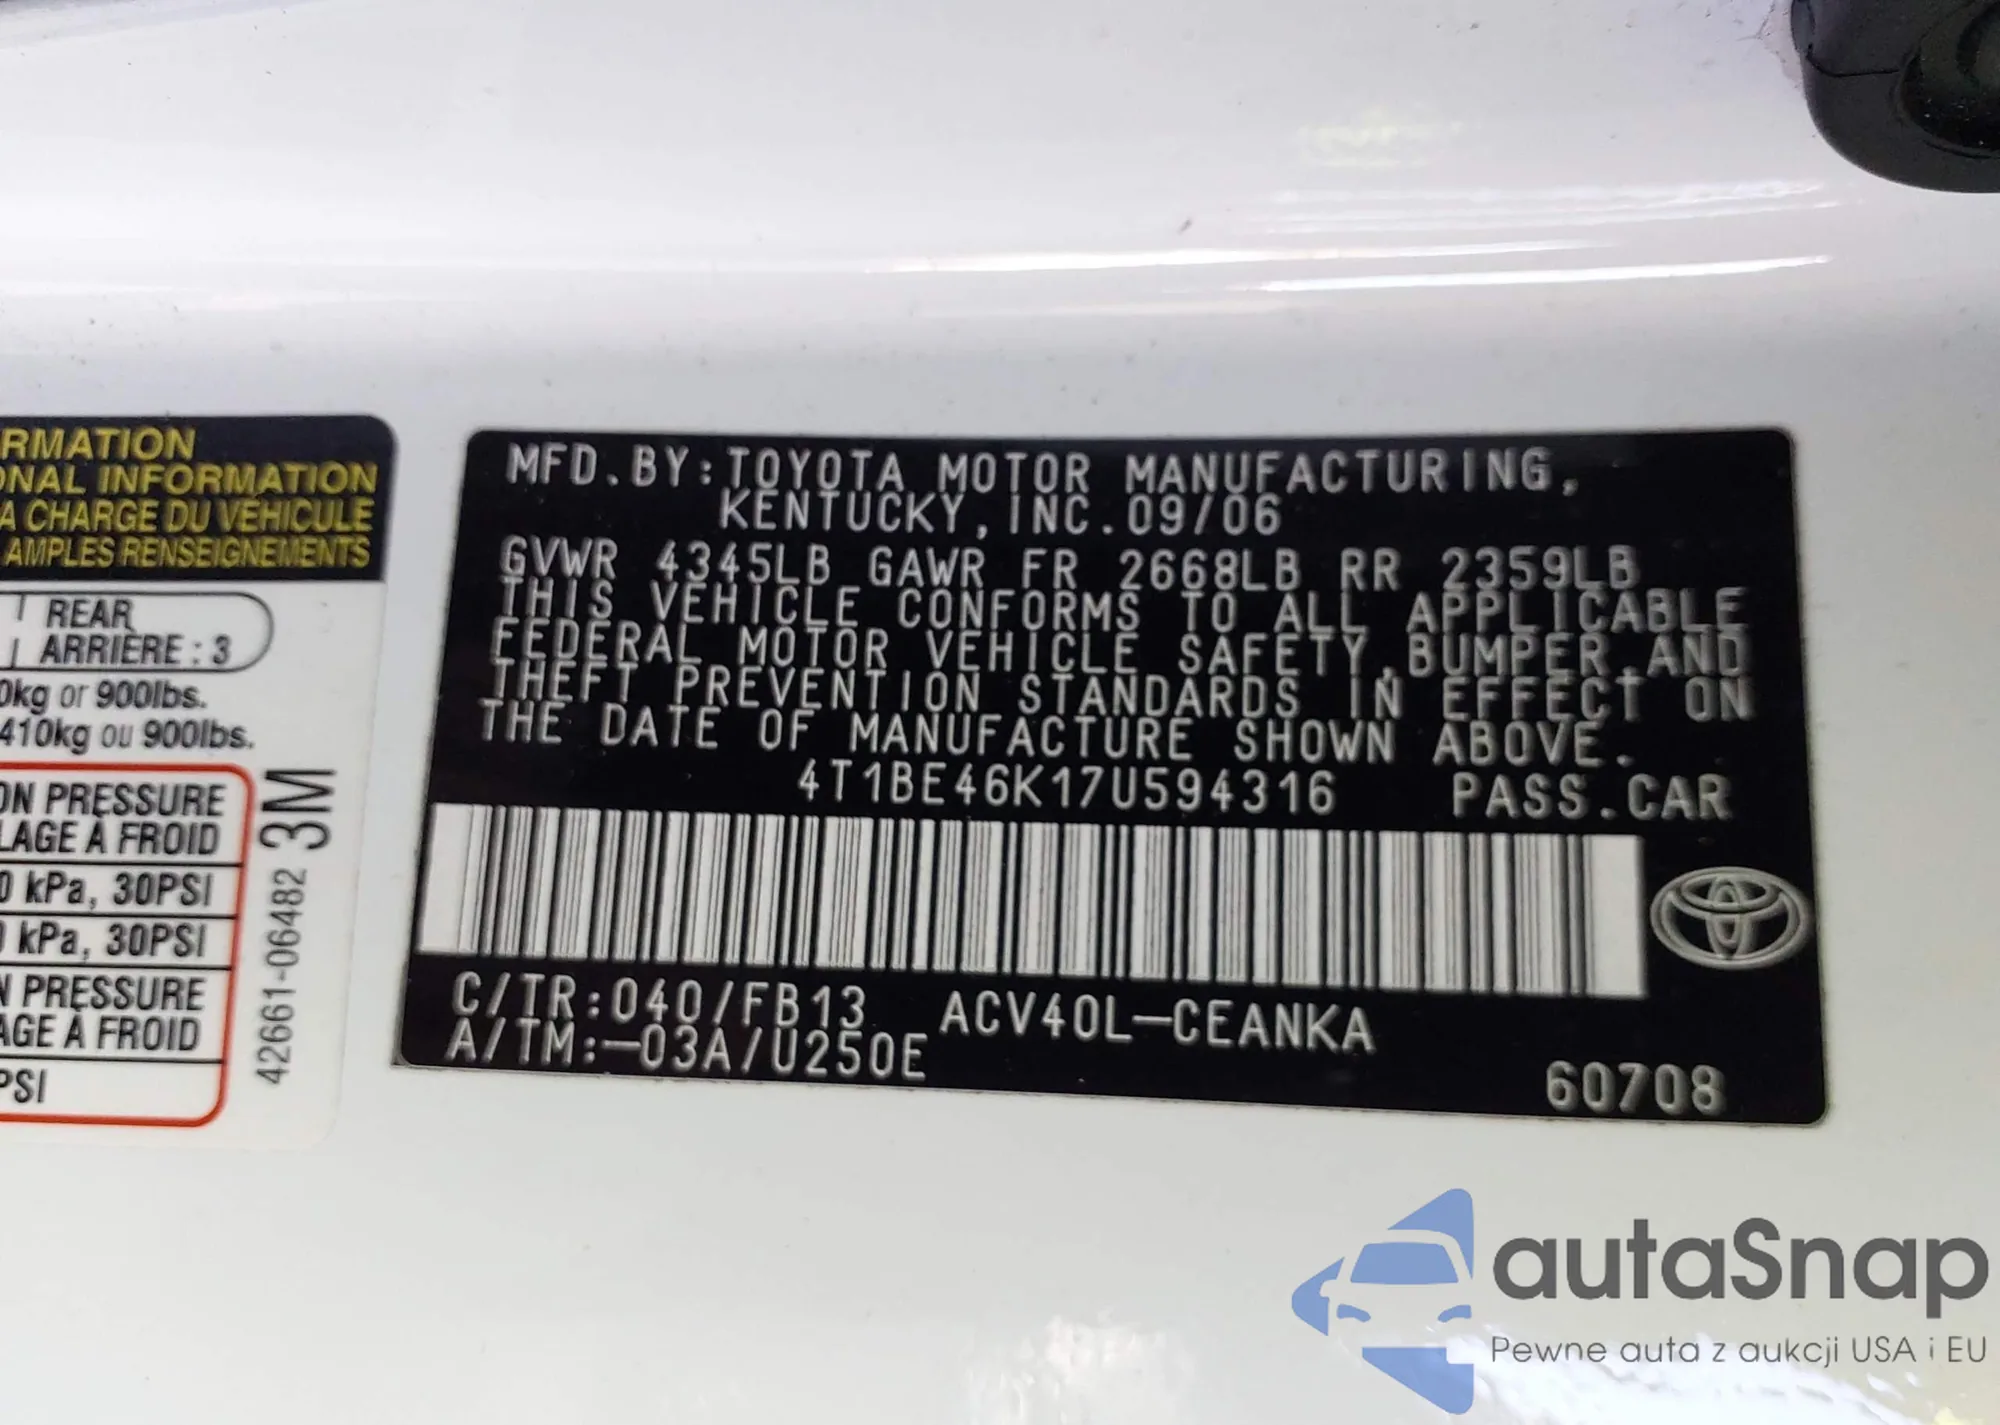 RMATION
ONAL INFORMATION
A CHARGE DU VÉHICULE
AMPLES RENSEIGNEMENTS
REAR
ARRIÈRE : 3
0kg or 900lbs.
410kg ou 900lbs.
ON PRESSURE
LAGE À FROID
0 kPa, 30PSI
0 kPa, 30PSI
N PRESSURE
AGE À FROID
PSI
42661-06482 3M
MFD.BY:TOYOTA MOTOR MANUFACTURING,
KENTUCKY,INC.09/06
GVWR 4345LB GAWR FR 2668LB RR 2359LB
THIS VEHICLE CONFORMS TO ALL APPLICABLE
FEDERAL MOTOR VEHICLE SAFETY,BUMPER,AND
THEFT PREVENTION STANDARDS IN EFFECT ON
THE DATE OF MANUFACTURE SHOWN ABOVE.
4T1BE46K17U594316 PASS.CAR
C/TR:040/FB13 ACV40L-CEANKA
A/TM:-03A/U250E
60708
autaSnap
Pewne auta z aukcji USA i EU